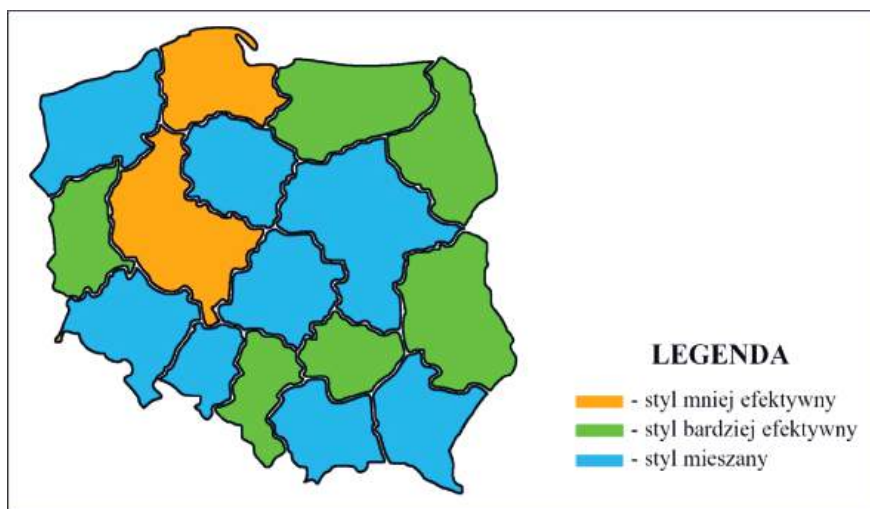 LEGENDA
- styl mniej efektywny
- styl bardziej efektywny
- styl mieszany